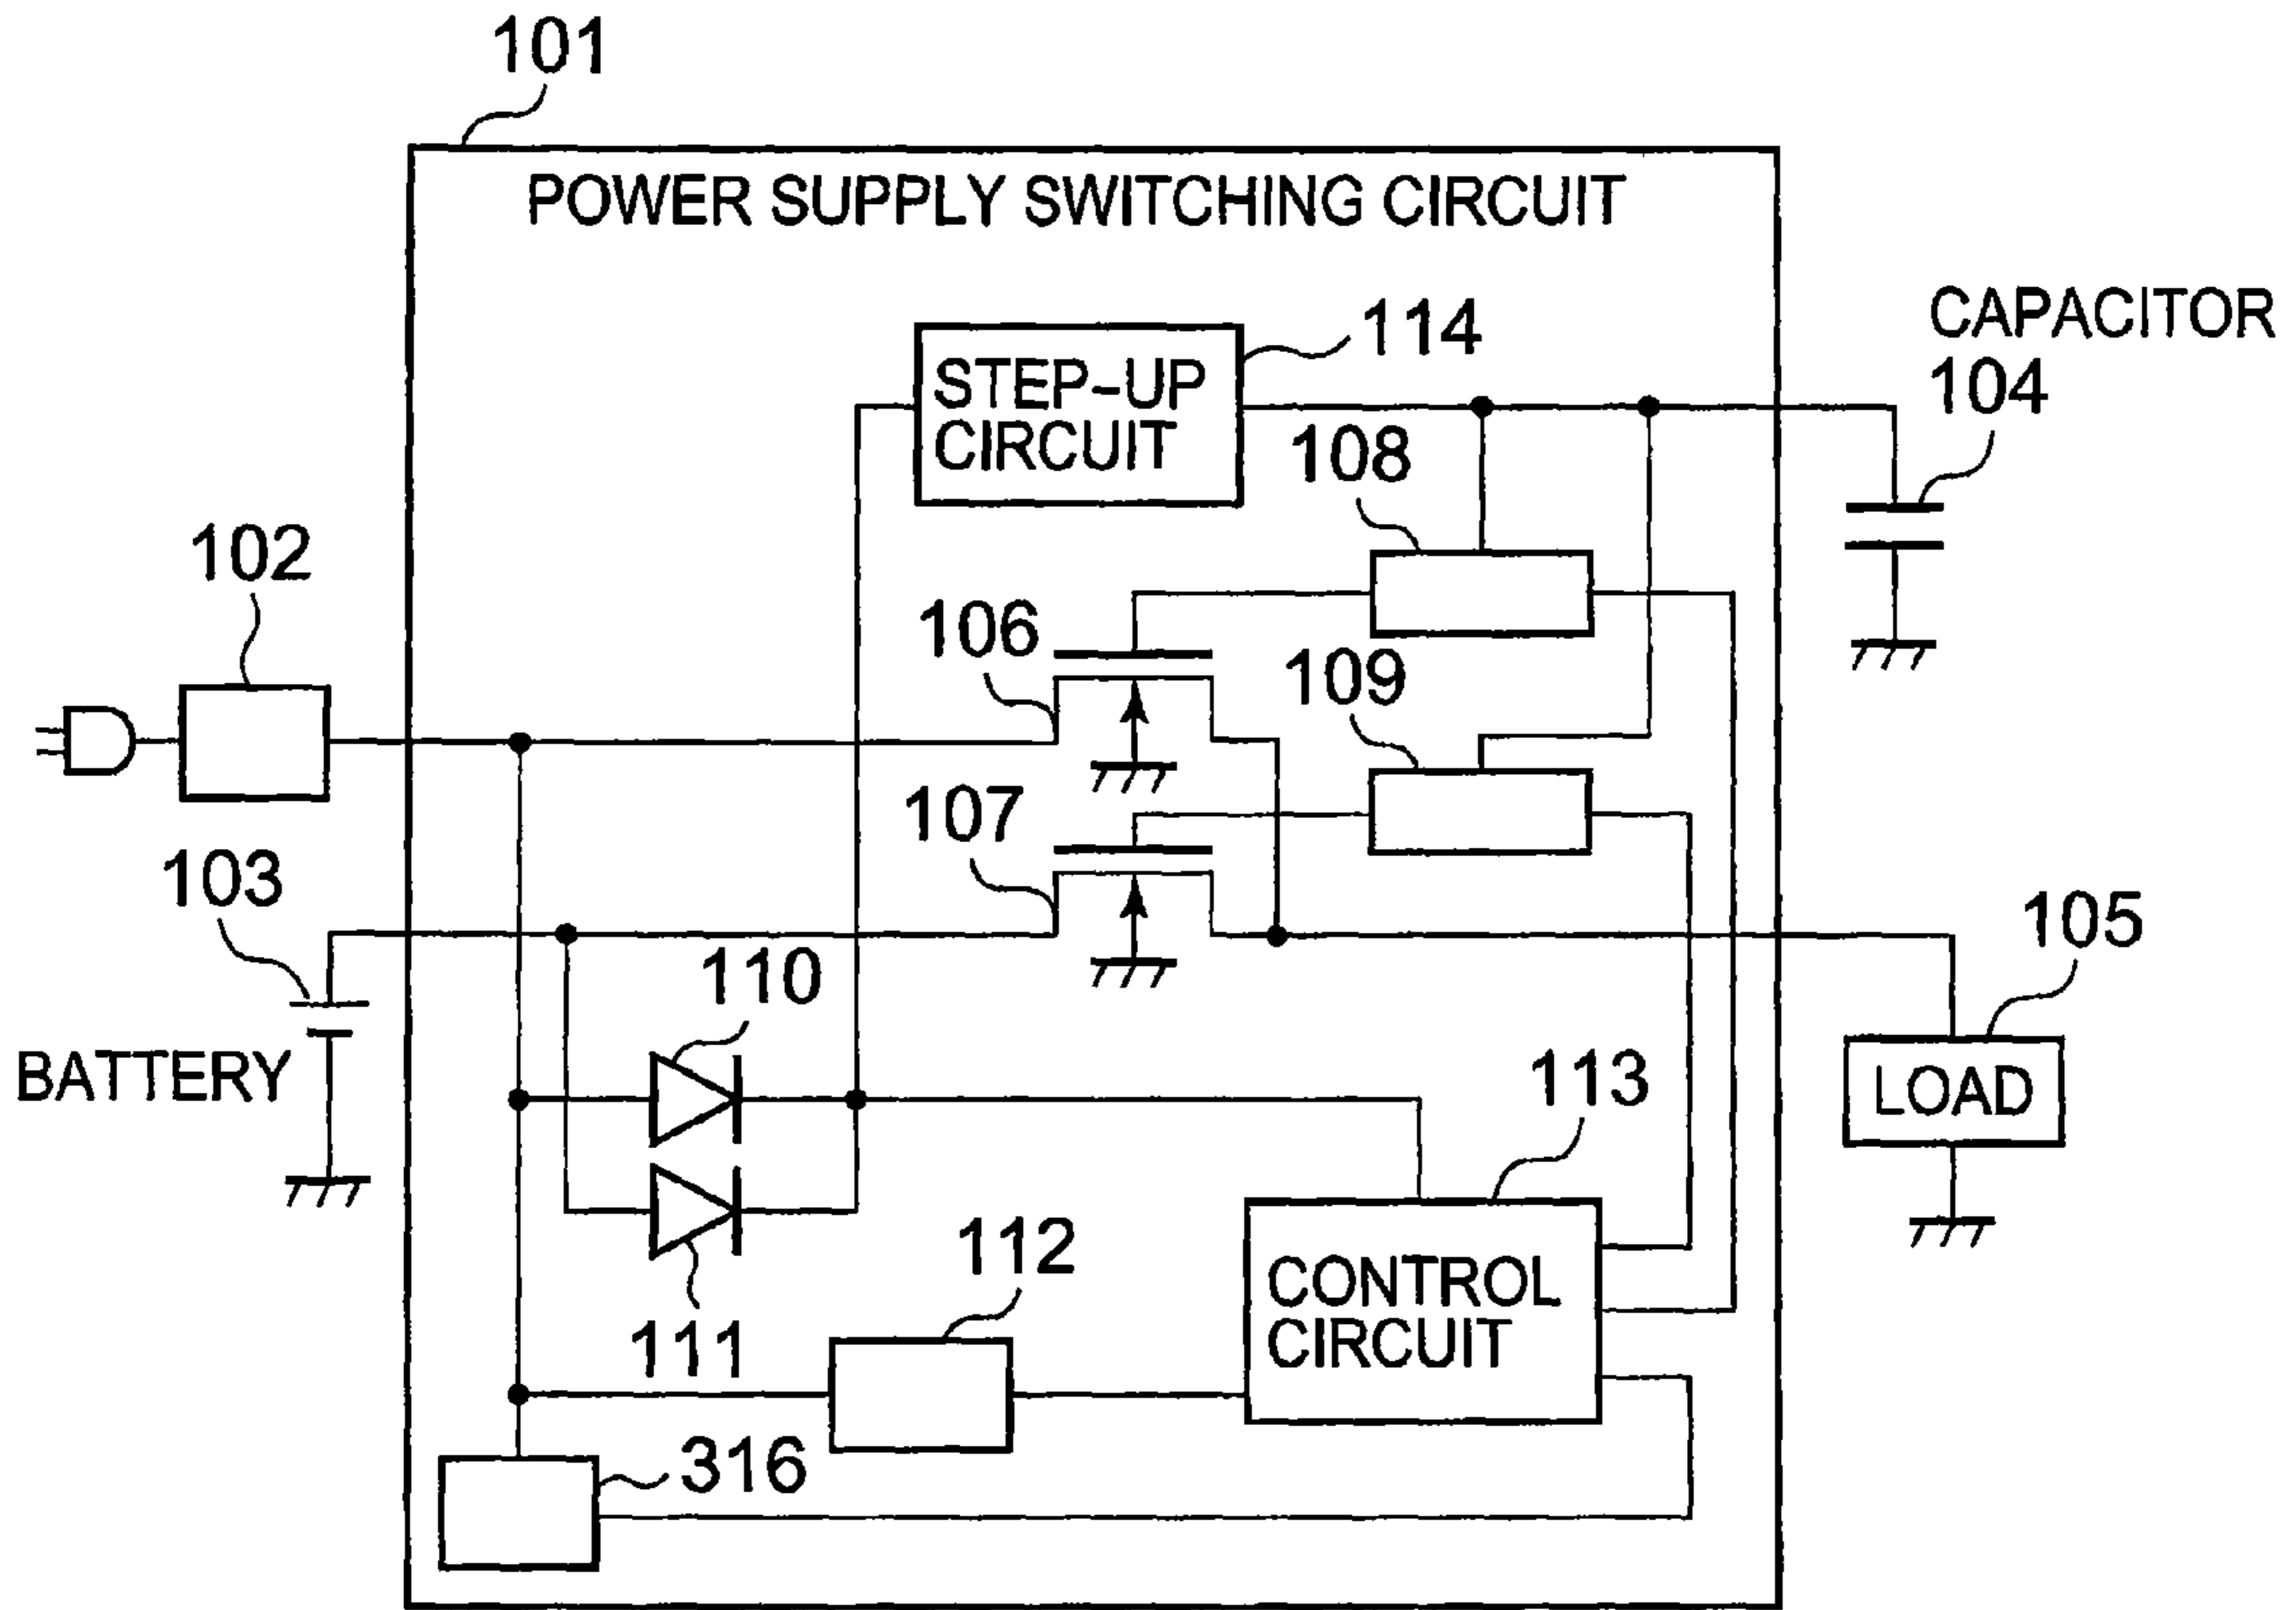 101
POWER SUPPLY SWITCHING CIRCUIT
114
CAPACITOR
104
STEP-UP
CIRCUIT
108
102
106
109
107
103
105
110
BATTERY
113
LOAD
112
CONTROL
CIRCUIT
111
316